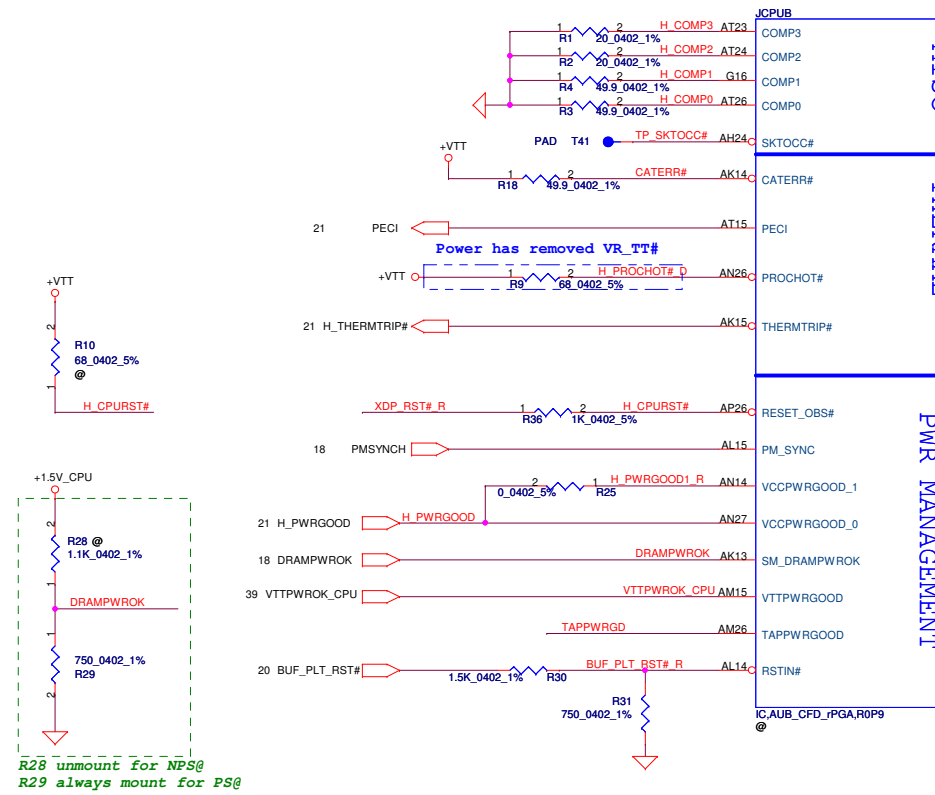 JCPUB
1 2 H_COMP3 AT23 COMP3
R1 20_0402_1%
1 2 H_COMP2 AT24 COMP2
R2 20_0402_1%
1 2 H_COMP1 G16 COMP1
R4 49.9_0402_1%
1 2 H_COMP0 AT26 COMP0
R3 49.9_0402_1%
PAD T41 TP_SKTOCC# AH24 SKTOCC#
+VTT
1 2 CATERR# AK14 CATERR#
R18 49.9_0402_1%
21 PECI AT15 PECI
Power has removed VR_TT#
+VTT 1 2 H_PROCHOT#_D AN26 PROCHOT#
R9 68_0402_5%
+VTT
21 H_THERMTRIP# AK15 THERMTRIP#
2
R10
68_0402_5%
@
1
H_CPURST#
XDP_RST#_R 1 2 H_CPURST# AP26 RESET_OBS#
R36 1K_0402_5%
18 PMSYNCH AL15 PM_SYNC
+1.5V_CPU
2 1 H_PWRGOOD1_R AN14 VCCPWRGOOD_1
0_0402_5% R25
21 H_PWRGOOD H_PWRGOOD AN27 VCCPWRGOOD_0
2
R28 @
1.1K_0402_1%
1
18 DRAMPWROK DRAMPWROK AK13 SM_DRAMPWROK
39 VTTPWROK_CPU VTTPWROK_CPU AM15 VTTPWRGOOD
DRAMPWROK
TAPPWRGD AM26 TAPPWRGOOD
1
750_0402_1%
R29
2
20 BUF_PLT_RST# BUF_PLT_RST#_R AL14 RSTIN#
1.5K_0402_1% R30
R31
750_0402_1%
PWR MANAGEMENT
IC,AUB_CFD_rPGA,R0P9
@
R28 unmount for NPS@
R29 always mount for PS@